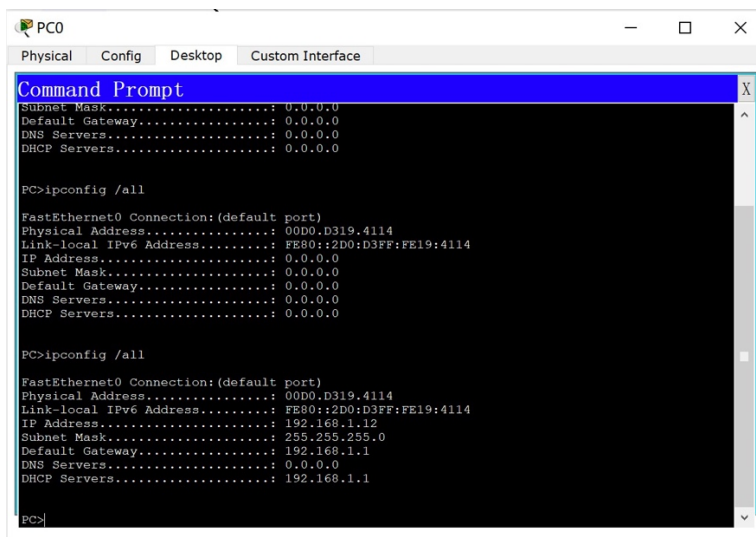 PC0
Physical Config Desktop Custom Interface
Command Prompt X
Subnet Mask.....................: 0.0.0.0
Default Gateway.................: 0.0.0.0
DNS Servers.....................: 0.0.0.0
DHCP Servers....................: 0.0.0.0
PC>ipconfig /all
FastEthernet0 Connection:(default port)
Physical Address................: 00D0.D319.4114
Link-local IPv6 Address.........: FE80::2D0:D3FF:FE19:4114
IP Address......................: 0.0.0.0
Subnet Mask.....................: 0.0.0.0
Default Gateway.................: 0.0.0.0
DNS Servers.....................: 0.0.0.0
DHCP Servers....................: 0.0.0.0
PC>ipconfig /all
FastEthernet0 Connection:(default port)
Physical Address................: 00D0.D319.4114
Link-local IPv6 Address.........: FE80::2D0:D3FF:FE19:4114
IP Address......................: 192.168.1.12
Subnet Mask.....................: 255.255.255.0
Default Gateway.................: 192.168.1.1
DNS Servers.....................: 0.0.0.0
DHCP Servers....................: 192.168.1.1
PC>